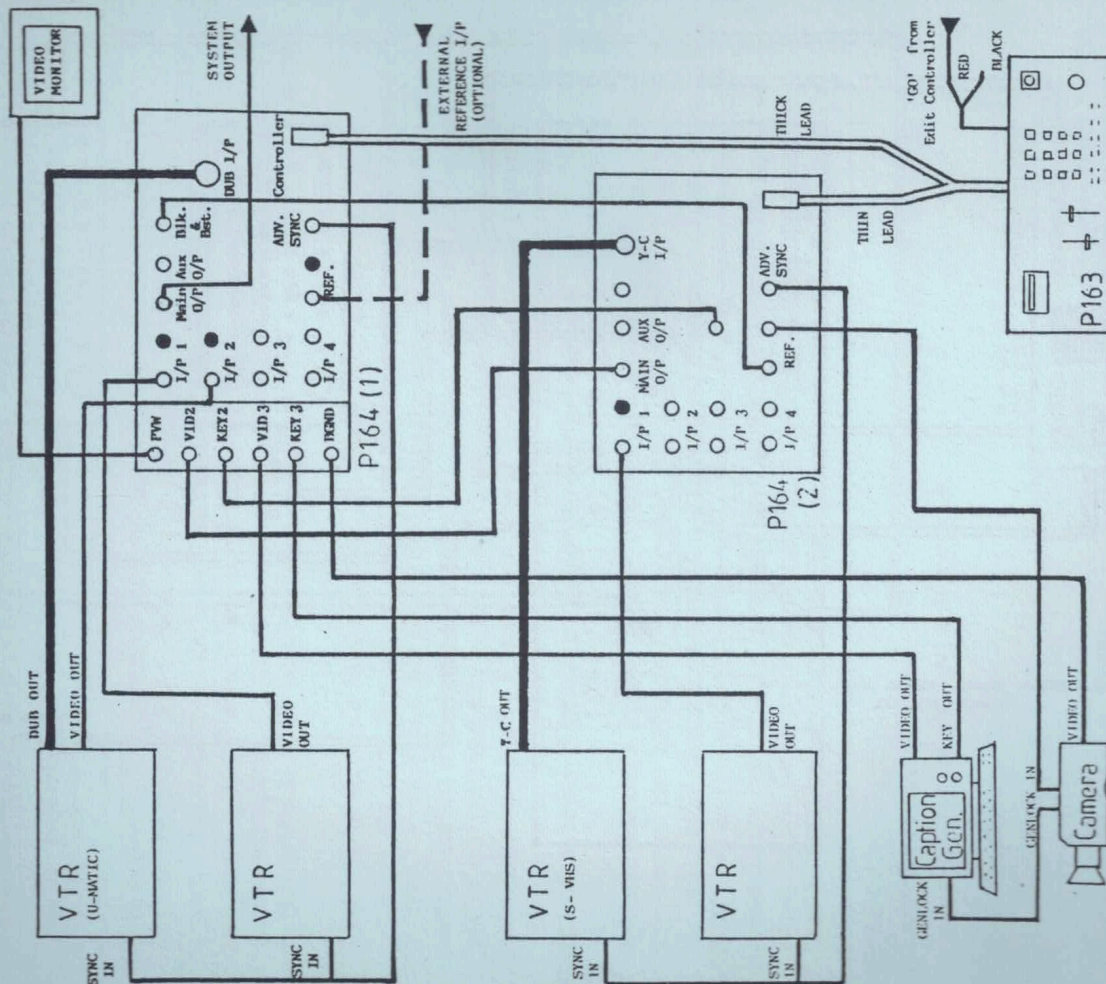 VIDEO
MONITOR
SYSTEM
OUTPUT
EXTERNAL
REFERENCE I/P
(OPTIONAL)
'GO' from
Edit Controller
RED
BLACK
DUB I/P
Controller
THICK
LEAD
THIN
LEAD
Main
O/P
Aux
O/P
Blk.
&
Bst.
ADV.
SYNC
REF.
I/P 1
I/P 2
I/P 3
I/P 4
PVW
VID2
KEY2
VID3
KEY3
BGND
P164 (1)
Y-C
I/P
MAIN
O/P
AUX
O/P
ADV.
SYNC
REF.
I/P 1
I/P 2
I/P 3
I/P 4
P164
(2)
P163
DUB OUT
VIDEO OUT
VTR
(U-MATIC)
SYNC
IN
VIDEO
OUT
VTR
SYNC
IN
Y-C OUT
VTR
(S- VHS)
SYNC
IN
VIDEO
OUT
VTR
SYNC
IN
VIDEO OUT
KEY OUT
Caption
Gen.
GENLOCK
IN
GENLOCK IN
VIDEO OUT
Camera